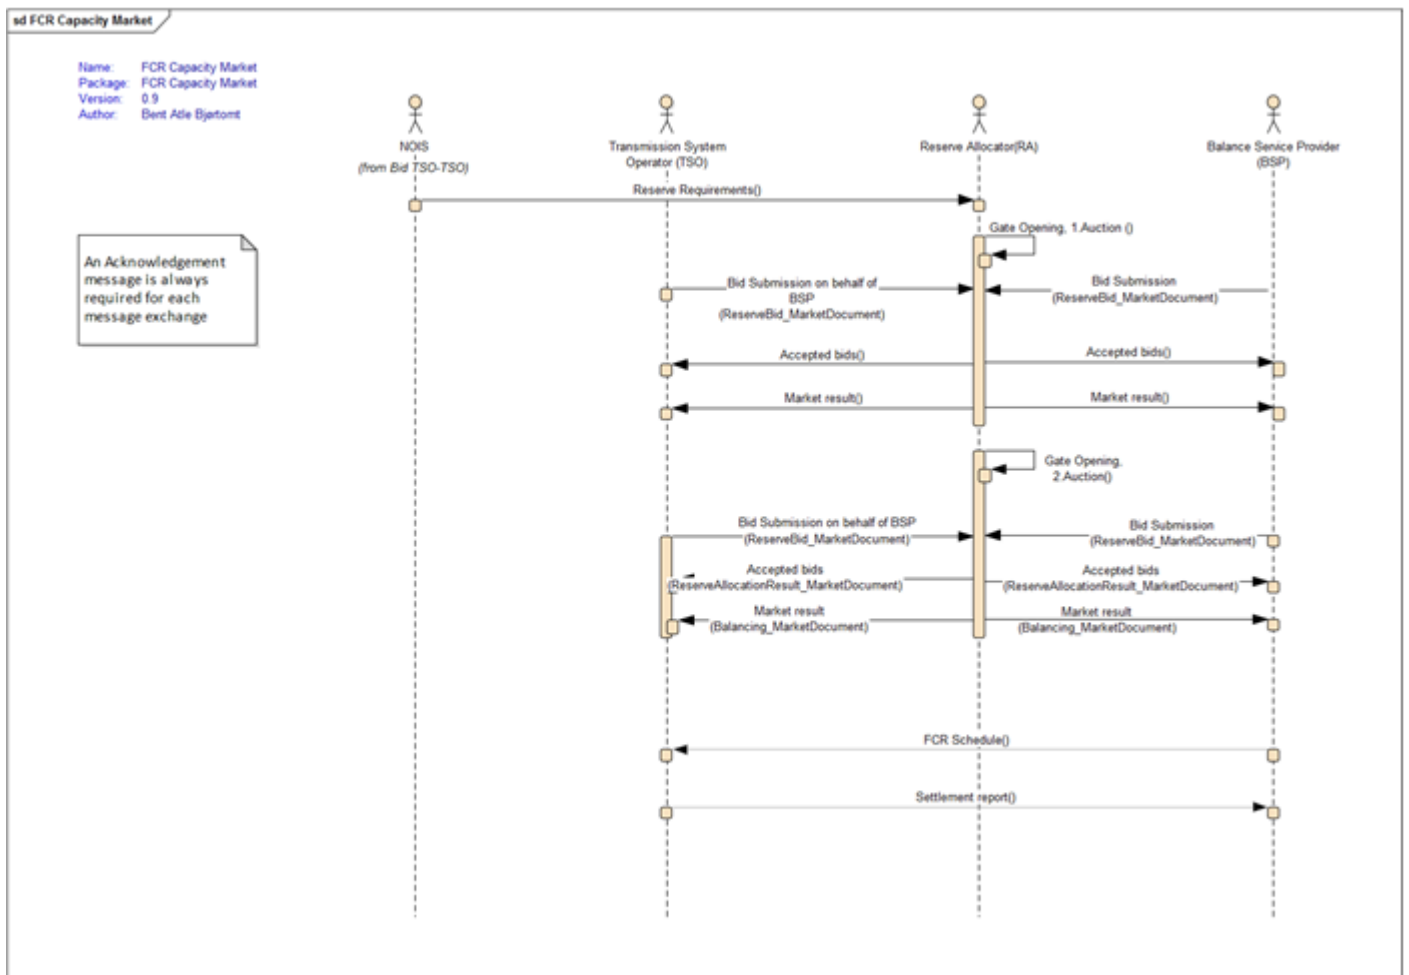 sd FCR Capacity Market
Name: FCR Capacity Market
Package: FCR Capacity Market
Version: 0.9
Author: Bent Atle Bjørtomt
NOIS
(from Bid TSO-TSO)
Transmission System
Operator (TSO)
Reserve Allocator(RA)
Balance Service Provider
(BSP)
Reserve Requirements()
An Acknowledgement
message is always
required for each
message exchange
Gate Opening, 1.Auction ()
Bid Submission on behalf of
BSP
(ReserveBid_MarketDocument)
Bid Submission
(ReserveBid_MarketDocument)
Accepted bids()
Accepted bids()
Market result()
Market result()
Gate Opening,
2.Auction()
Bid Submission on behalf of BSP
(ReserveBid_MarketDocument)
Bid Submission
(ReserveBid_MarketDocument)
Accepted bids
(ReserveAllocationResult_MarketDocument)
Accepted bids
(ReserveAllocationResult_MarketDocument)
Market result
(Balancing_MarketDocument)
Market result
(Balancing_MarketDocument)
FCR Schedule()
Settlement report()